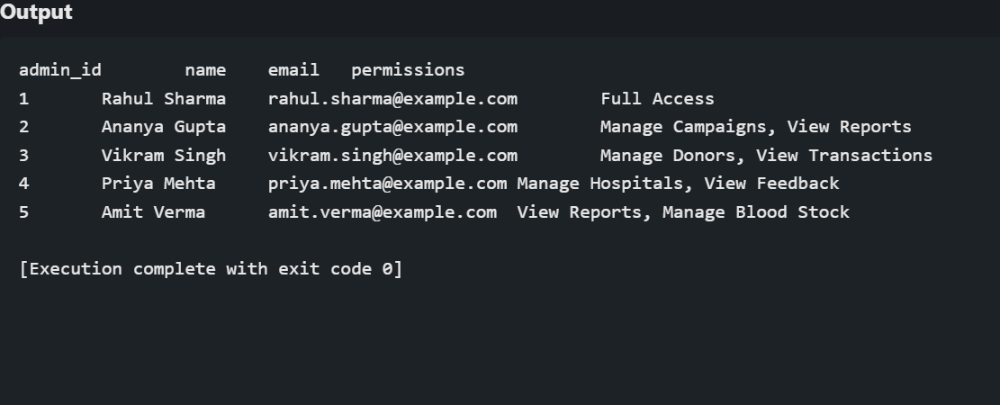 Output
admin_id name email permissions
1 Rahul Sharma rahul.sharma@example.com Full Access
2 Ananya Gupta ananya.gupta@example.com Manage Campaigns, View Reports
3 Vikram Singh vikram.singh@example.com Manage Donors, View Transactions
4 Priya Mehta priya.mehta@example.com Manage Hospitals, View Feedback
5 Amit Verma amit.verma@example.com View Reports, Manage Blood Stock
[Execution complete with exit code 0]